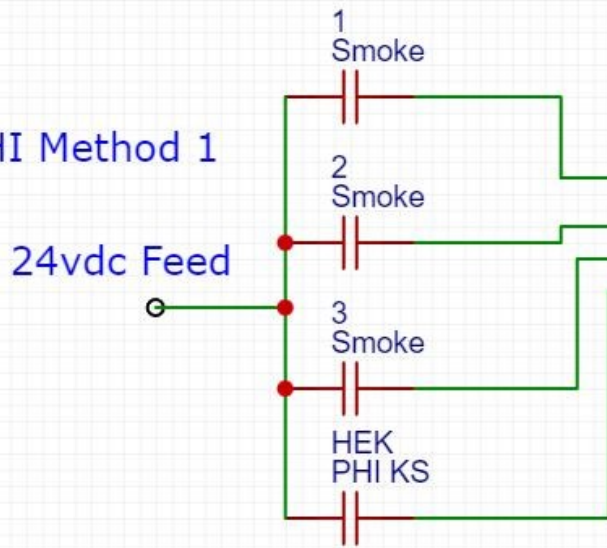 1
Smoke
HI Method 1
2
Smoke
24vdc Feed
3
Smoke
HEK
PHI KS